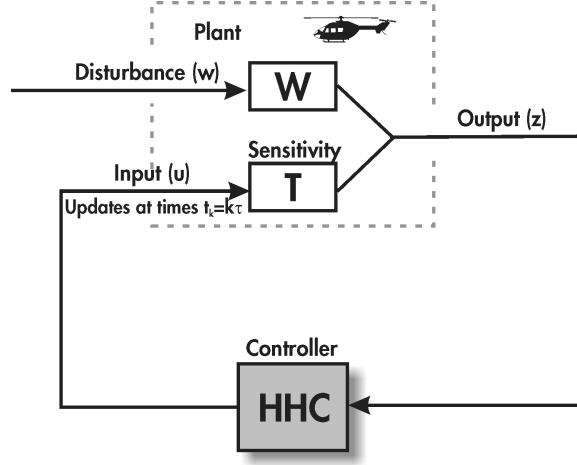 Plant
Disturbance (w)
W
Output (z)
Sensitivity
Input (u)
T
Updates at times tₖ=kτ
Controller
HHC